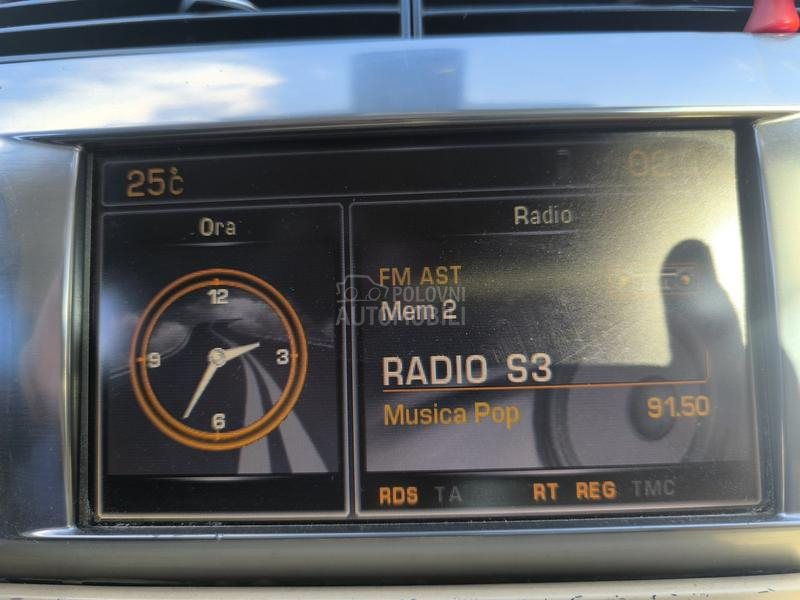 25°C
Ora
12
3
6
9
Radio
FM AST
Mem 2
RADIO S3
Musica Pop 91.50
RDS TA RT REG TMC
POLOVNI
AUTOMOBILI